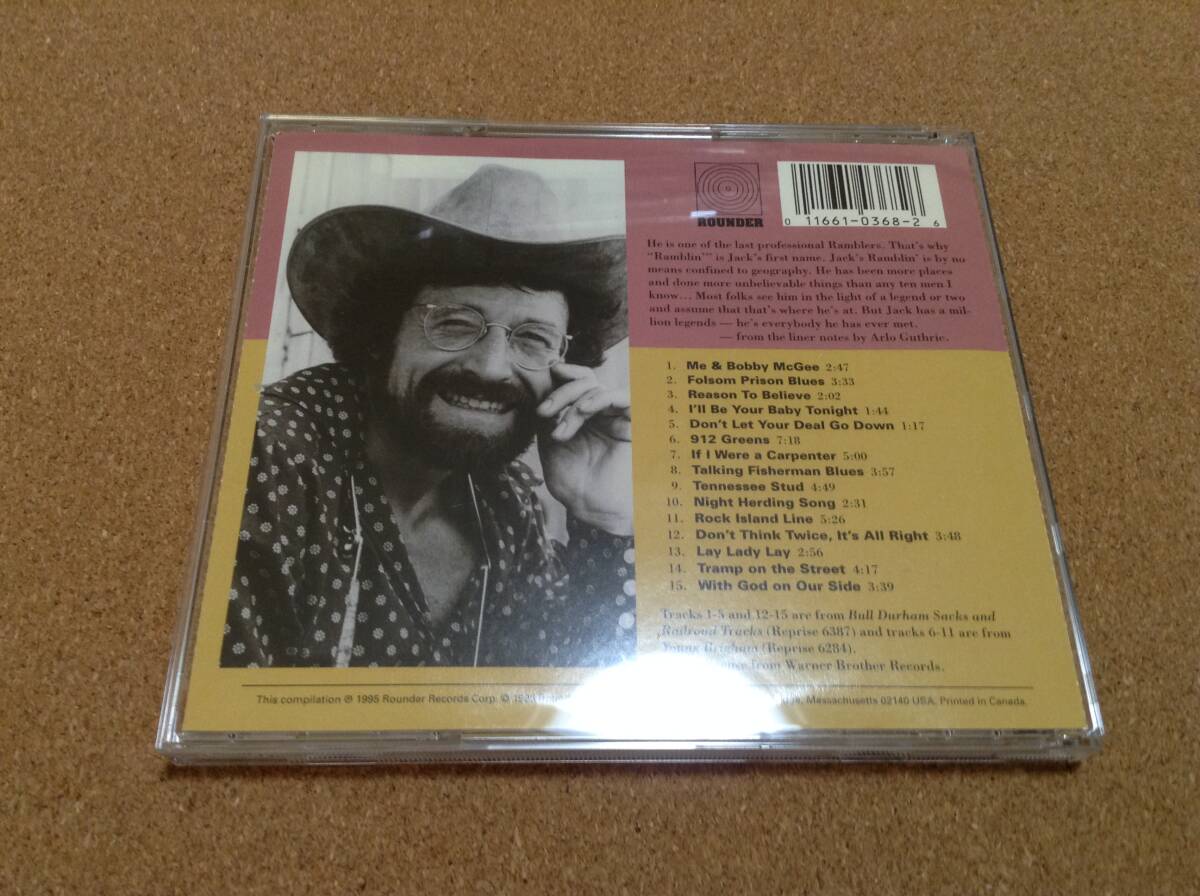 ROUNDER
0 11661-0368-2 6
He is one of the last professional Ramblers. That's why
"Ramblin'" is Jack's first name. Jack's Ramblin' is by no
means confined to geography. He has been more places
and done more unbelievable things than any ten men I
know... Most folks see him in the light of a legend or two
and assume that that's where he's at. But Jack has a mil-
lion legends — he's everybody he has ever met.
— from the liner notes by Arlo Guthrie.
1. Me & Bobby McGee 2:47
2. Folsom Prison Blues 3:33
3. Reason To Believe 2:02
4. I'll Be Your Baby Tonight 1:44
5. Don't Let Your Deal Go Down 1:17
6. 912 Greens 7:18
7. If I Were a Carpenter 5:00
8. Talking Fisherman Blues 3:57
9. Tennessee Stud 4:49
10. Night Herding Song 2:31
11. Rock Island Line 5:26
12. Don't Think Twice, It's All Right 3:48
13. Lay Lady Lay 2:56
14. Tramp on the Street 4:17
15. With God on Our Side 3:39
Tracks 1-5 and 12-15 are from Bull Durham Sacks and
Railroad Tracks (Reprise 6387) and tracks 6-11 are from
Young Brigham (Reprise 6284).
from Warner Brother Records.
This compilation ℗ 1995 Rounder Records Corp. © Massachusetts 02140 USA. Printed in Canada.